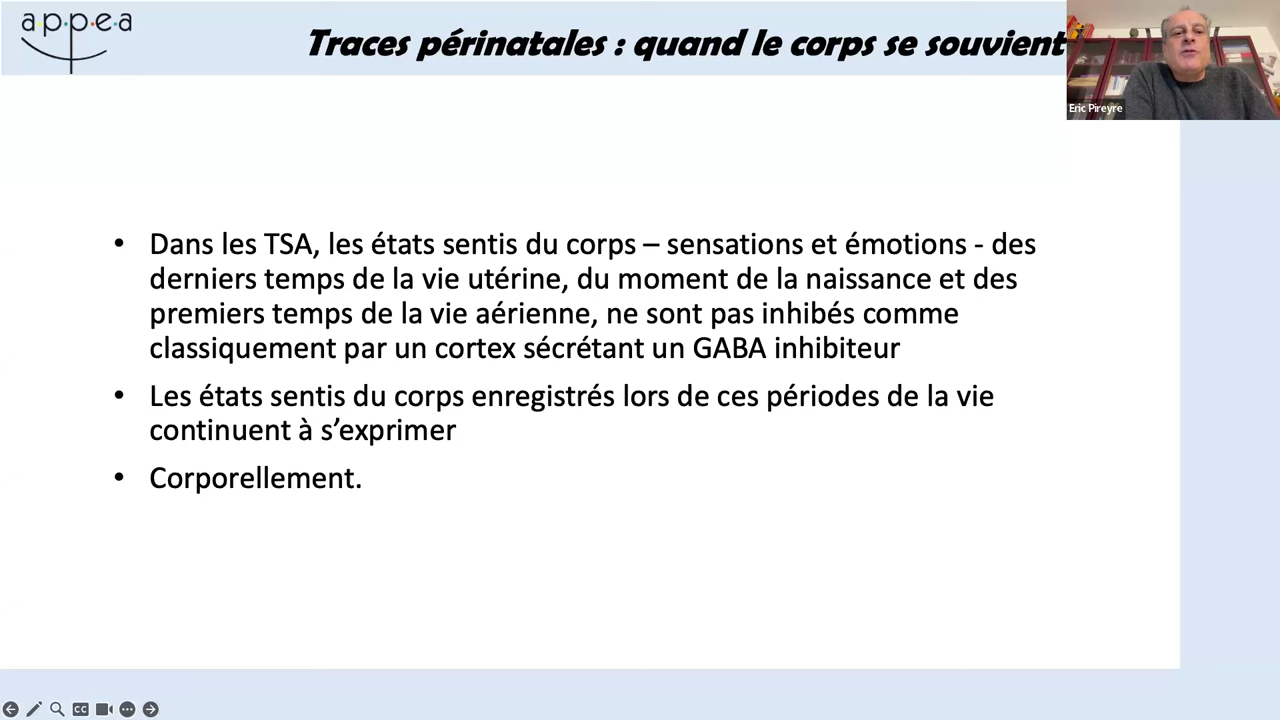 a·p·p·e·a
Traces périnatales : quand le corps se souvient
Eric Pireyre
• Dans les TSA, les états sentis du corps – sensations et émotions - des
derniers temps de la vie utérine, du moment de la naissance et des
premiers temps de la vie aérienne, ne sont pas inhibés comme
classiquement par un cortex sécrétant un GABA inhibiteur
• Les états sentis du corps enregistrés lors de ces périodes de la vie
continuent à s’exprimer
• Corporellement.
CC